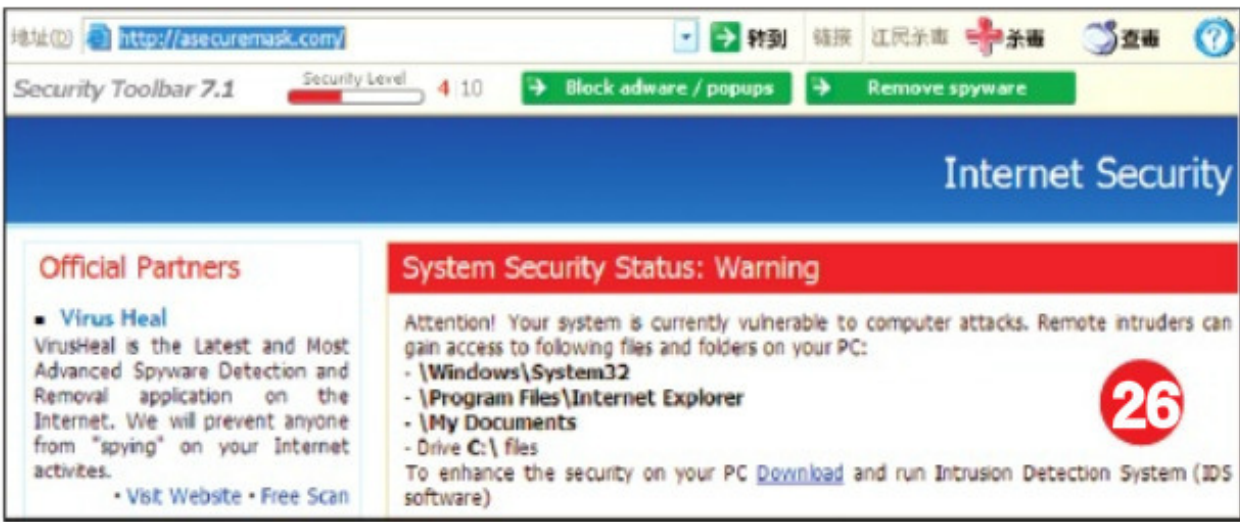 地址(D) http://asecuremask.com/ 转到 链接 江民杀毒 杀毒 查毒 ?
Security Toolbar 7.1 Security Level 4 | 10 Block adware / popups Remove spyware
Internet Secu rity
Official Partners
▪ Virus Heal
VirusHeal is the Latest and Most
Advanced Spyware Detection and
Removal application on the
Internet. We will prevent anyone
from "spying" on your Internet
activites.
• Visit Website • Free Scan
System Security Status: Warning
Attention! Your system is currently vulnerable to computer attacks. Remote intruders can
gain access to following files and folders on your PC:
- \Windows\System32
- \Program Files\Internet Explorer
- \My Documents
- Drive C:\ files
To enhance the security on your PC Download and run Intrusion Detection System (IDS
software)
26